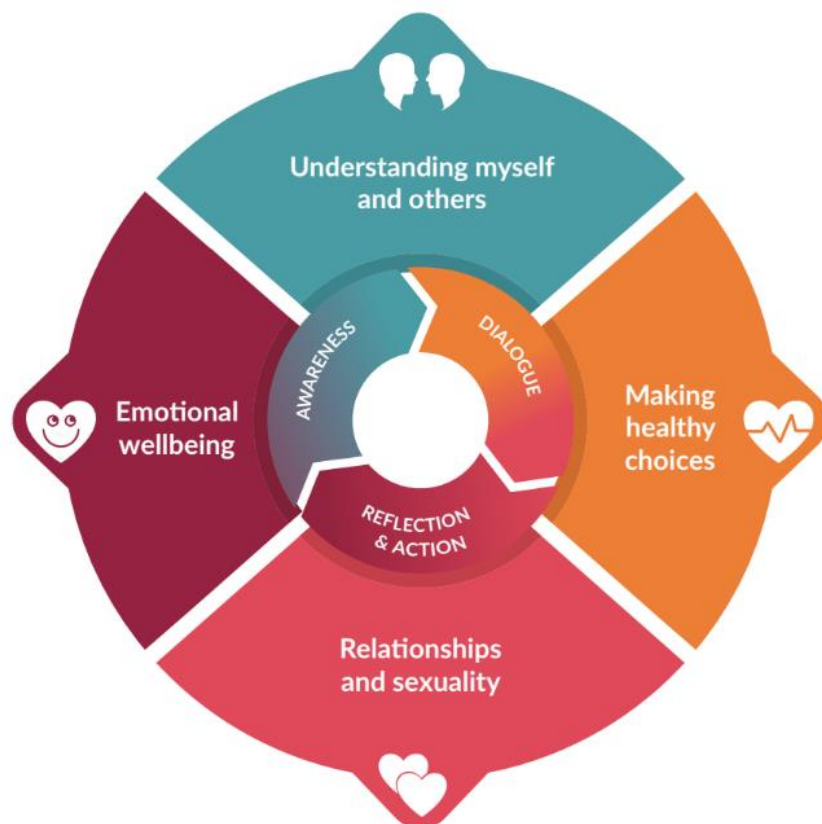 Understanding myself
and others
Making
healthy
choices
Relationships
and sexuality
Emotional
wellbeing
AWARENESS
DIALOGUE
REFLECTION
& ACTION